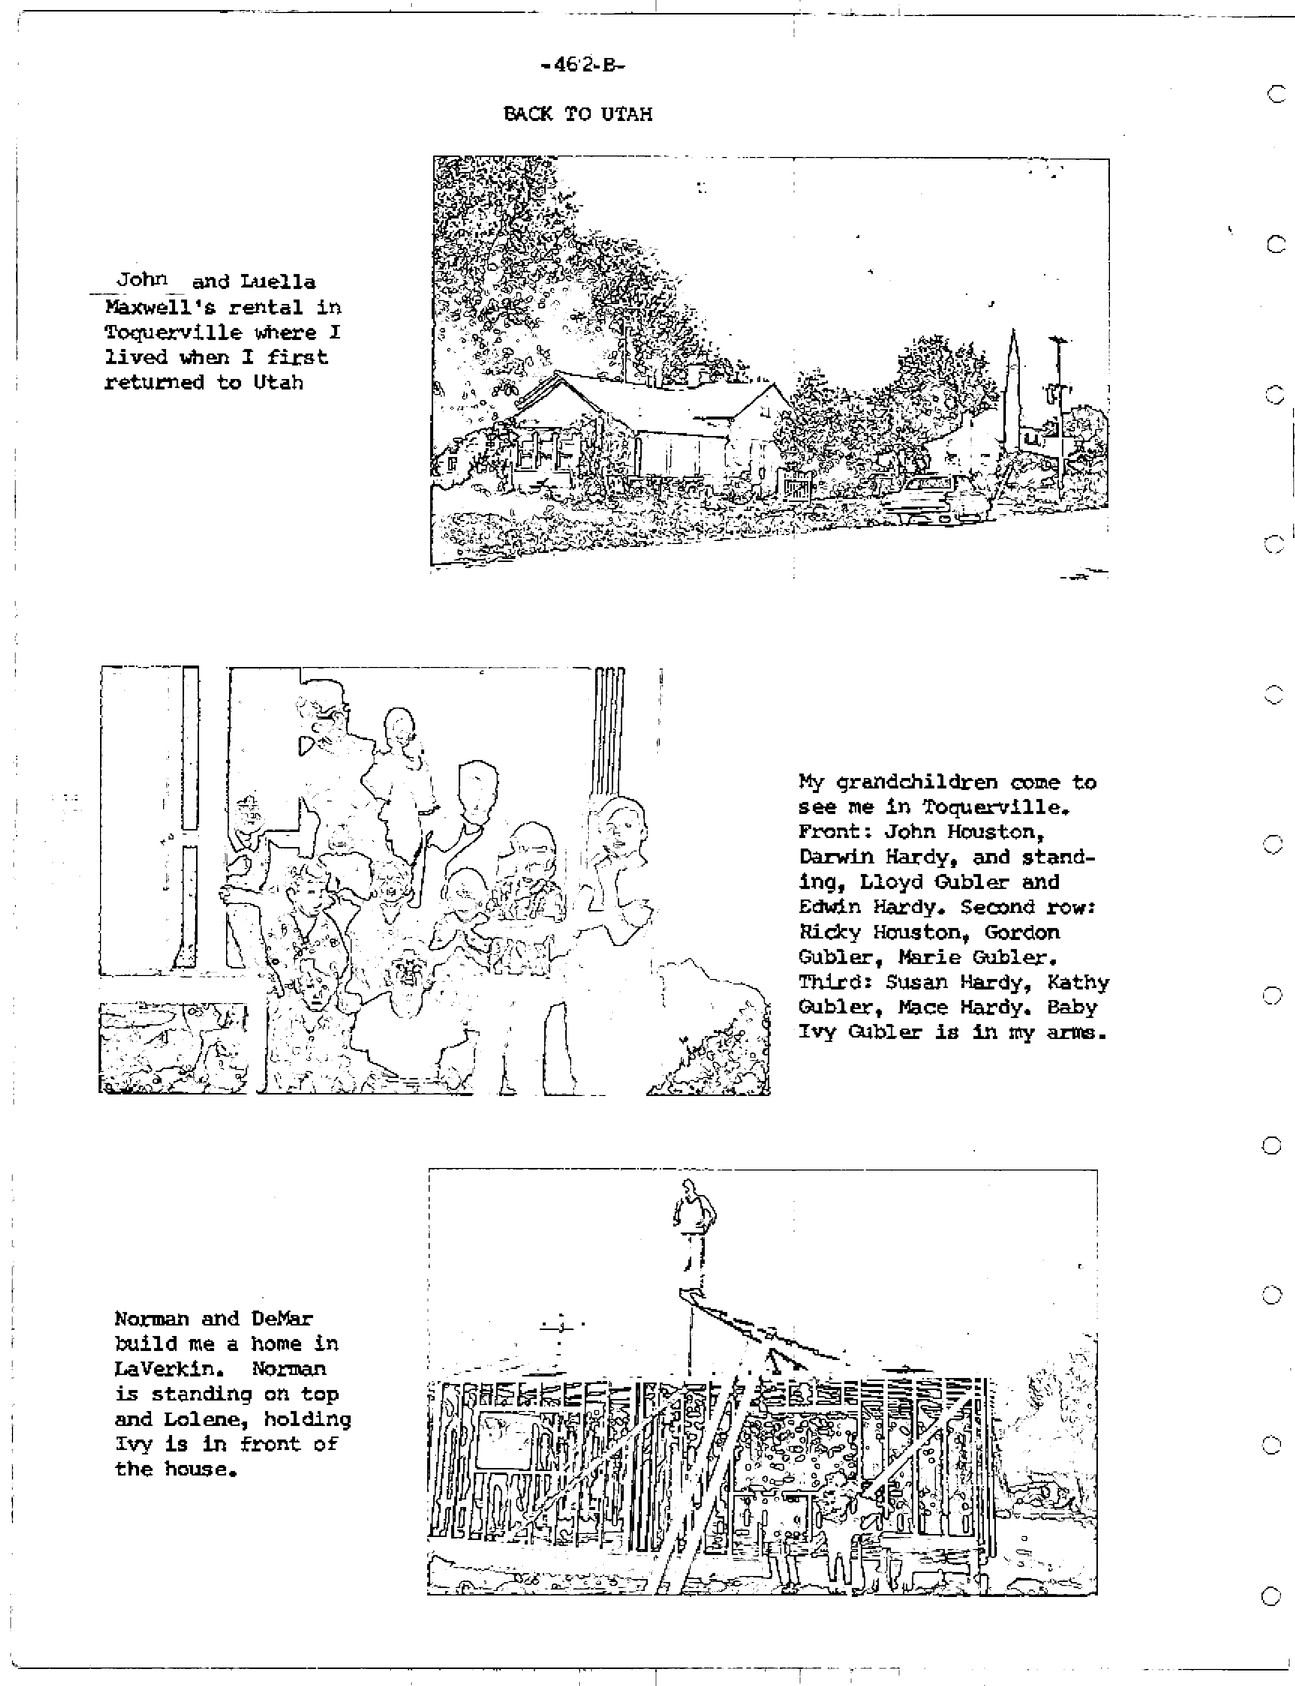 -462-B-
BACK TO UTAH
John and Luella
Maxwell's rental in
Toquerville where I
lived when I first
returned to Utah
My grandchildren come to
see me in Toquerville.
Front: John Houston,
Darwin Hardy, and stand-
ing, Lloyd Gubler and
Edwin Hardy. Second row:
Ricky Houston, Gordon
Gubler, Marie Gubler.
Third: Susan Hardy, Kathy
Gubler, Mace Hardy. Baby
Ivy Gubler is in my arms.
Norman and DeMar
build me a home in
LaVerkin. Norman
is standing on top
and Lolene, holding
Ivy is in front of
the house.